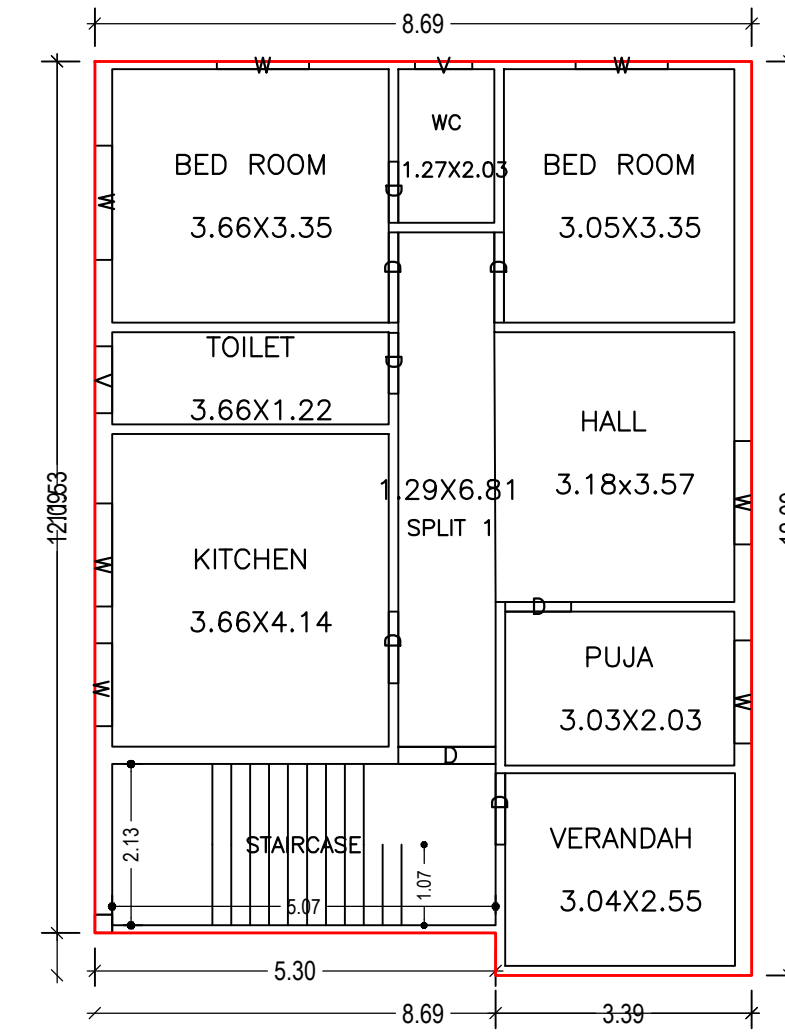 8.69
W
V
W
WC
1.27X2.03
BED ROOM
3.66X3.35
BED ROOM
3.05X3.35
D
W
D
D
TOILET
3.66X1.22
V
D
HALL
3.18x3.57
1.29X6.81
SPLIT 1
W
KITCHEN
3.66X4.14
W
D
D
PUJA
3.03X2.03
W
W
D
D
STAIRCASE
2.13
1.07
5.07
VERANDAH
3.04X2.55
5.30
8.69
3.39